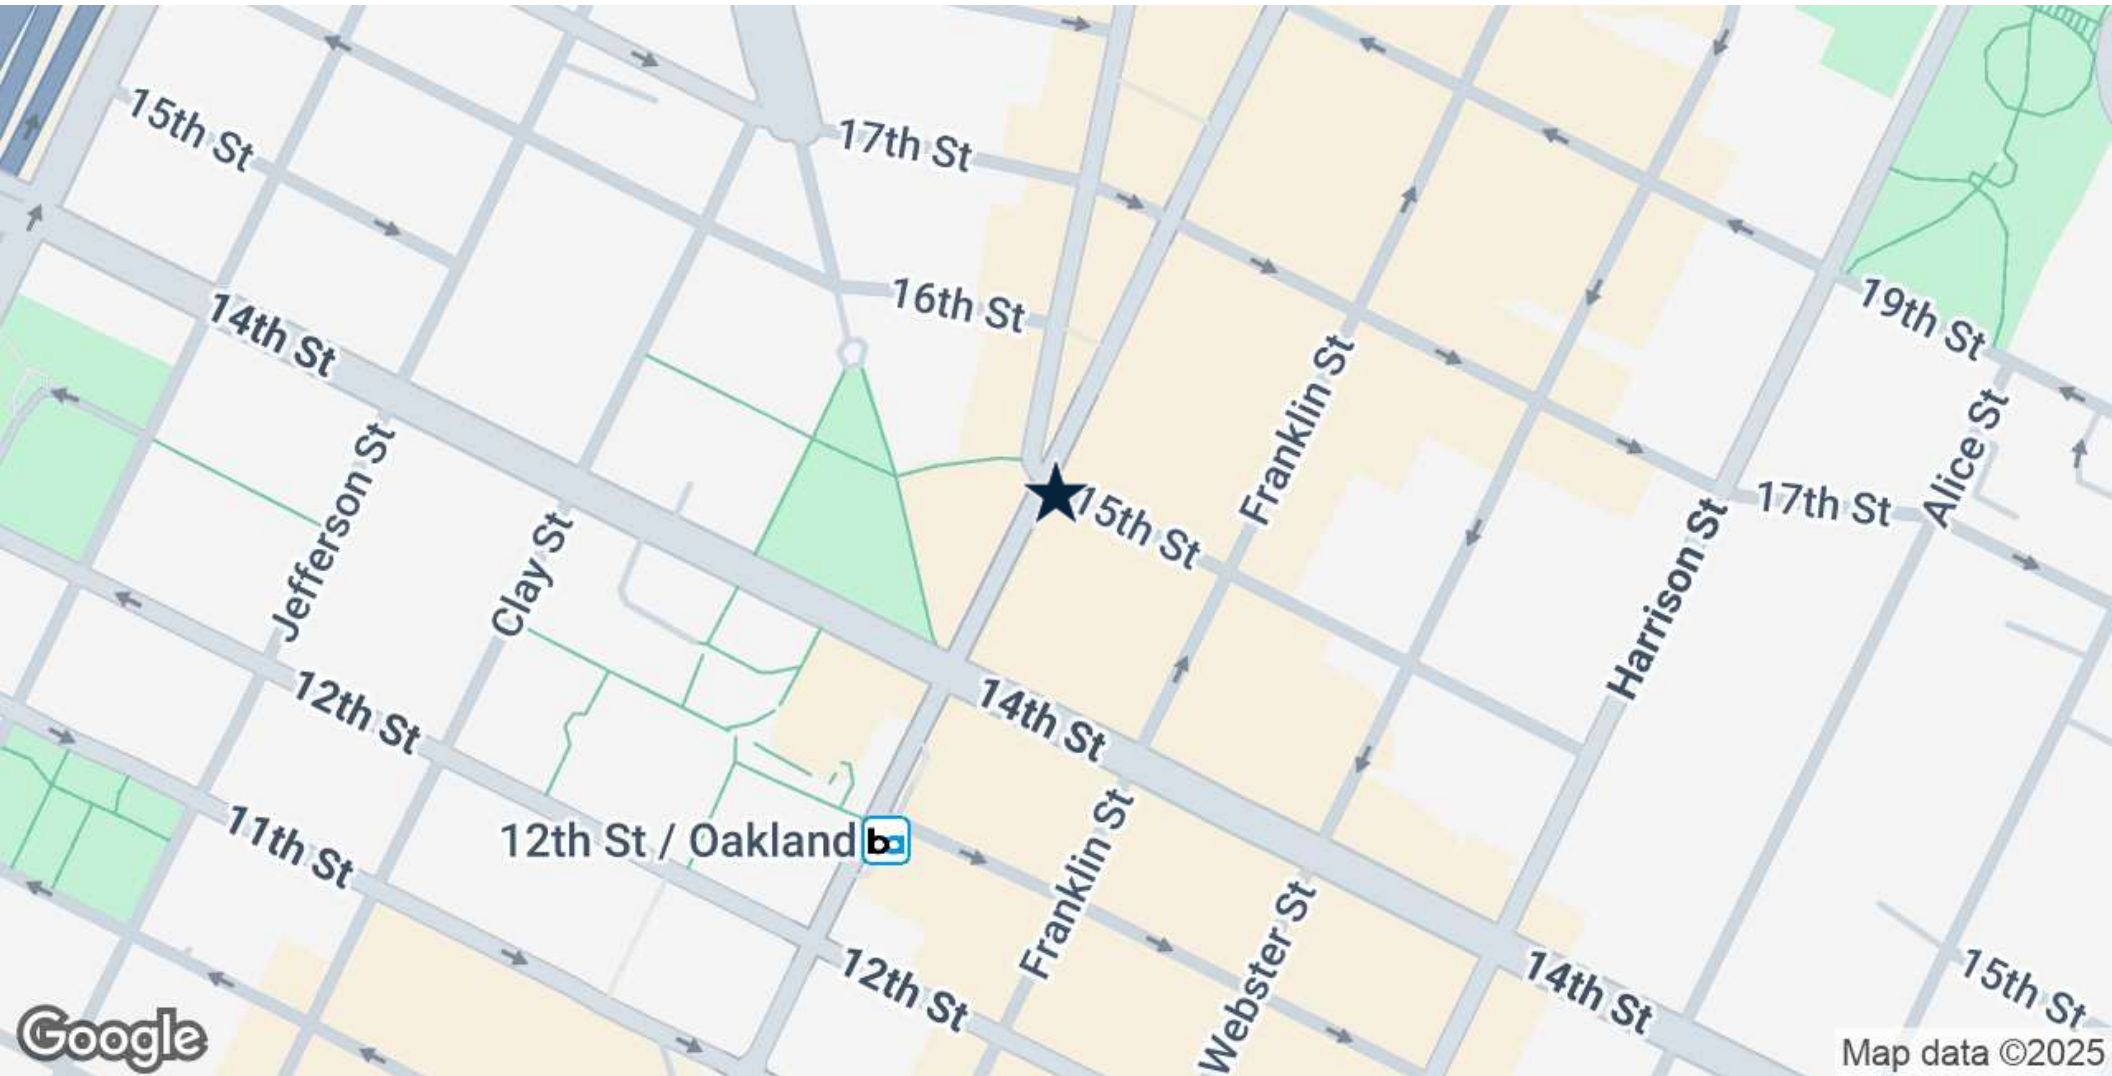 15th St
17th St
16th St
14th St
19th St
Franklin St
Alice St
Jefferson St
Clay St
15th St
17th St
Harrison St
12th St
14th St
11th St
12th St / Oakland
ba
Franklin St
Webster St
12th St
14th St
15th St
Google
Map data ©2025